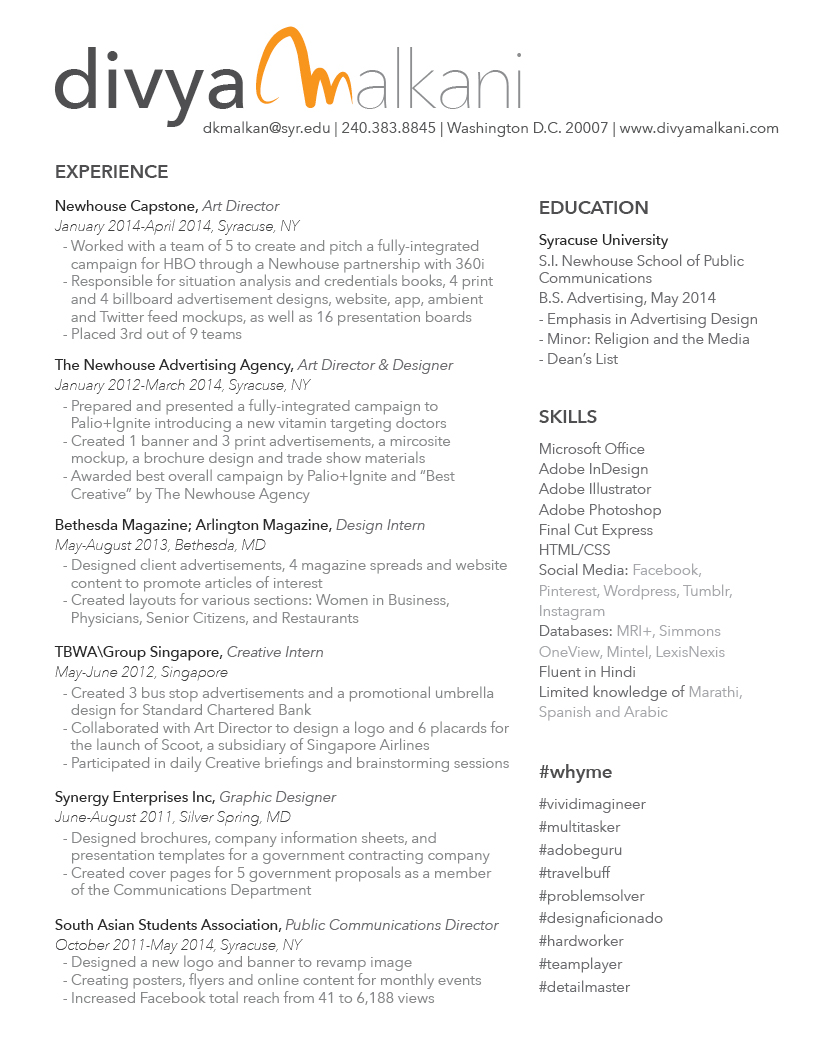 divya malkani
dkmalkan@syr.edu | 240.383.8845 | Washington D.C. 20007 | www.divyamalkani.com
EXPERIENCE
Newhouse Capstone, Art Director
January 2014-April 2014, Syracuse, NY
- Worked with a team of 5 to create and pitch a fully-integrated
campaign for HBO through a Newhouse partnership with 360i
- Responsible for situation analysis and credentials books, 4 print
and 4 billboard advertisement designs, website, app, ambient
and Twitter feed mockups, as well as 16 presentation boards
- Placed 3rd out of 9 teams
The Newhouse Advertising Agency, Art Director & Designer
January 2012-March 2014, Syracuse, NY
- Prepared and presented a fully-integrated campaign to
Palio+Ignite introducing a new vitamin targeting doctors
- Created 1 banner and 3 print advertisements, a mircosite
mockup, a brochure design and trade show materials
- Awarded best overall campaign by Palio+Ignite and “Best
Creative” by The Newhouse Agency
Bethesda Magazine; Arlington Magazine, Design Intern
May-August 2013, Bethesda, MD
- Designed client advertisements, 4 magazine spreads and website
content to promote articles of interest
- Created layouts for various sections: Women in Business,
Physicians, Senior Citizens, and Restaurants
TBWA\Group Singapore, Creative Intern
May-June 2012, Singapore
- Created 3 bus stop advertisements and a promotional umbrella
design for Standard Chartered Bank
- Collaborated with Art Director to design a logo and 6 placards for
the launch of Scoot, a subsidiary of Singapore Airlines
- Participated in daily Creative briefings and brainstorming sessions
Synergy Enterprises Inc, Graphic Designer
June-August 2011, Silver Spring, MD
- Designed brochures, company information sheets, and
presentation templates for a government contracting company
- Created cover pages for 5 government proposals as a member
of the Communications Department
South Asian Students Association, Public Communications Director
October 2011-May 2014, Syracuse, NY
- Designed a new logo and banner to revamp image
- Creating posters, flyers and online content for monthly events
- Increased Facebook total reach from 41 to 6,188 views
EDUCATION
Syracuse University
S.I. Newhouse School of Public
Communications
B.S. Advertising, May 2014
- Emphasis in Advertising Design
- Minor: Religion and the Media
- Dean’s List
SKILLS
Microsoft Office
Adobe InDesign
Adobe Illustrator
Adobe Photoshop
Final Cut Express
HTML/CSS
Social Media: Facebook,
Pinterest, Wordpress, Tumblr,
Instagram
Databases: MRI+, Simmons
OneView, Mintel, LexisNexis
Fluent in Hindi
Limited knowledge of Marathi,
Spanish and Arabic
#whyme
#vividimagineer
#multitasker
#adobeguru
#travelbuff
#problemsolver
#designaficionado
#hardworker
#teamplayer
#detailmaster